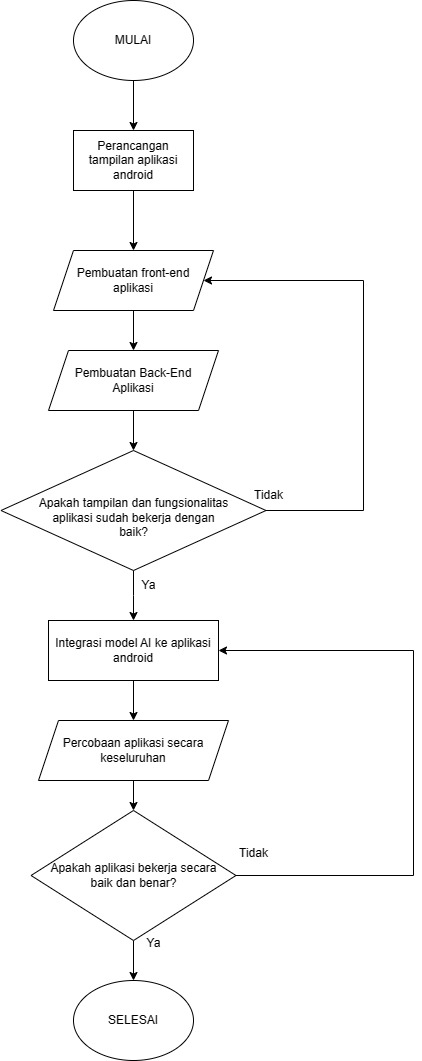 MULAI
Perancangan
tampilan aplikasi
android
Pembuatan front-end
aplikasi
Pembuatan Back-End
Aplikasi
Apakah tampilan dan fungsionalitas
aplikasi sudah bekerja dengan
baik?
Tidak
Ya
Integrasi model AI ke aplikasi
android
Percobaan aplikasi secara
keseluruhan
Apakah aplikasi bekerja secara
baik dan benar?
Tidak
Ya
SELESAI